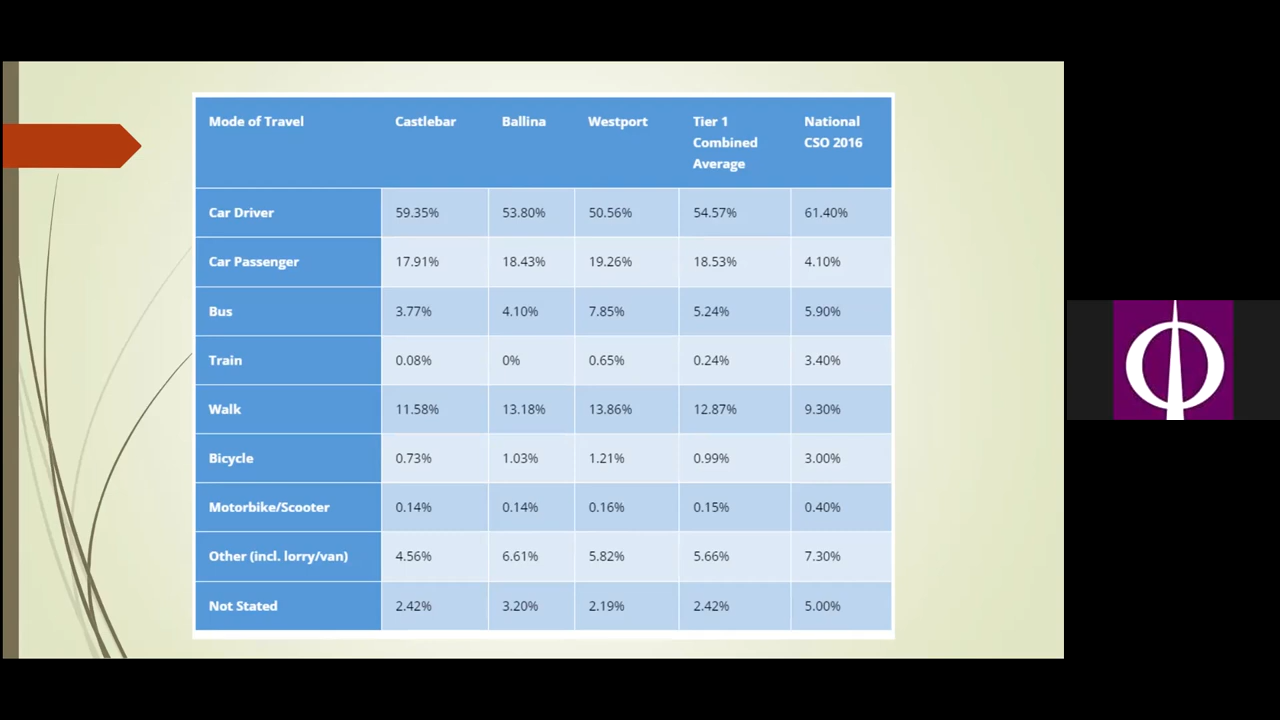 Mode of Travel Castlebar Ballina Westport Tier 1 Combined Average National CSO 2016
Car Driver 59.35% 53.80% 50.56% 54.57% 61.40%
Car Passenger 17.91% 18.43% 19.26% 18.53% 4.10%
Bus 3.77% 4.10% 7.85% 5.24% 5.90%
Train 0.08% 0% 0.65% 0.24% 3.40%
Walk 11.58% 13.18% 13.86% 12.87% 9.30%
Bicycle 0.73% 1.03% 1.21% 0.99% 3.00%
Motorbike/Scooter 0.14% 0.14% 0.16% 0.15% 0.40%
Other (incl. lorry/van) 4.56% 6.61% 5.82% 5.66% 7.30%
Not Stated 2.42% 3.20% 2.19% 2.42% 5.00%